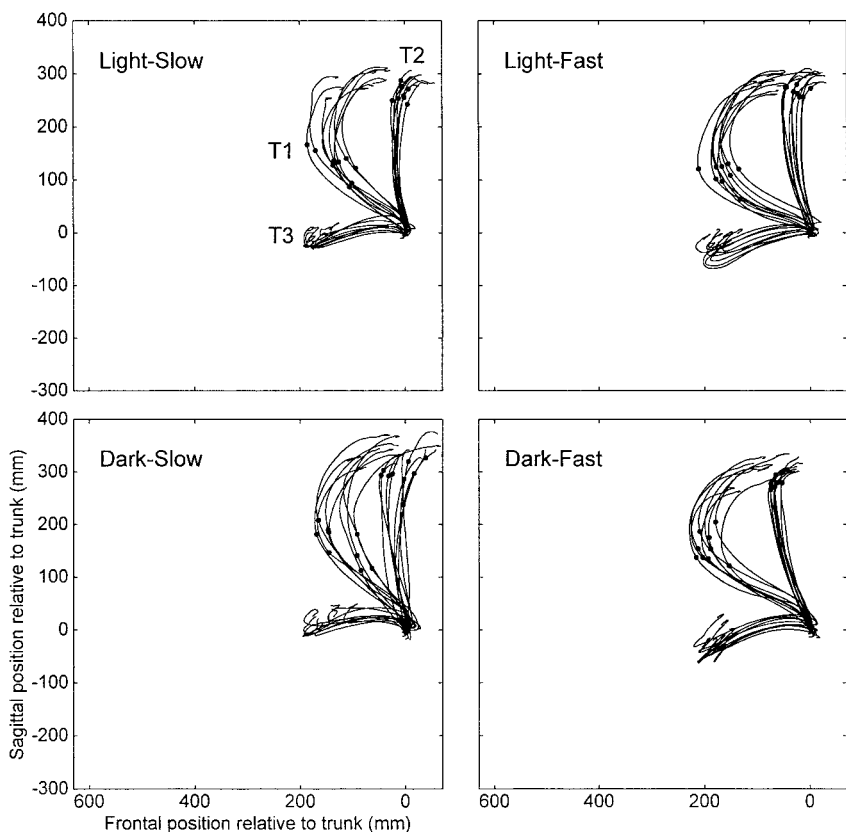 400
300
200
100
0
-100
-200
-300
Light-Slow
T2
T1
T3
Light-Fast
400
300
200
100
0
-100
-200
-300
Dark-Slow
Dark-Fast
600
400
200
0
600
400
200
0
Sagittal position relative to trunk (mm)
Frontal position relative to trunk (mm)